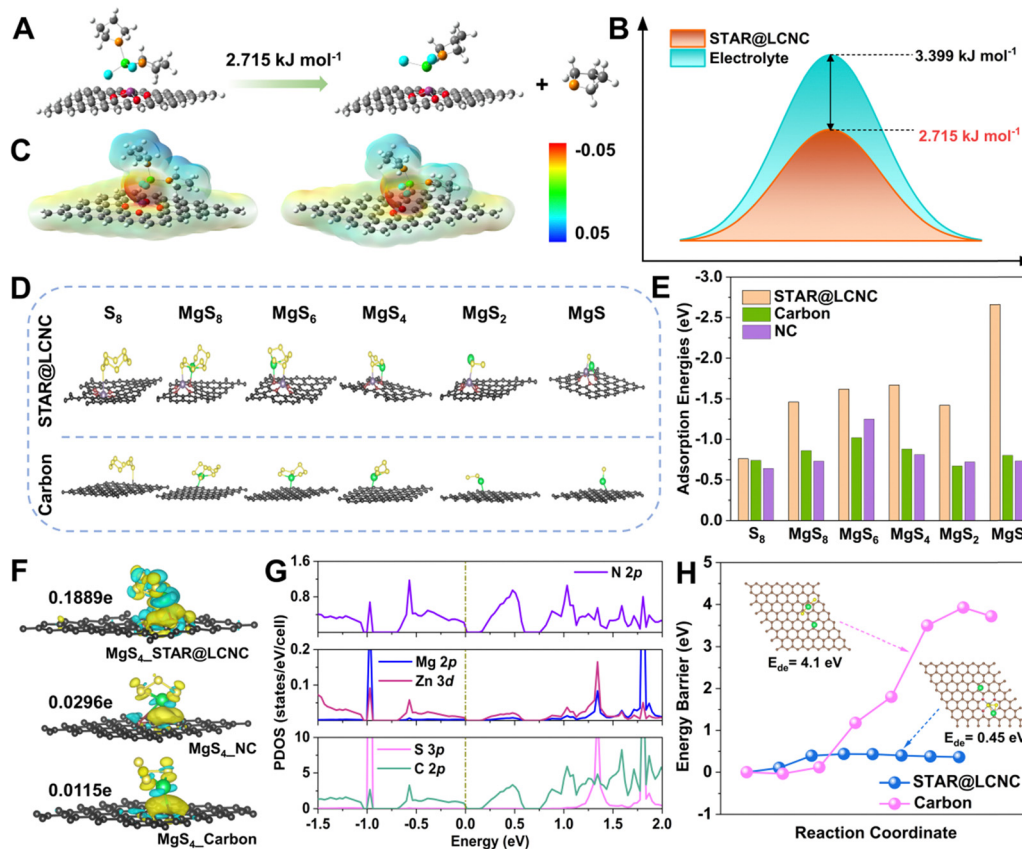 A
2.715 kJ mol⁻¹
+
B
STAR@LCNC
Electrolyte
3.399 kJ mol⁻¹
2.715 kJ mol⁻¹
C
-0.05
0.05
D
S₈ MgS₈ MgS₆ MgS₄ MgS₂ MgS
STAR@LCNC
Carbon
E
Adsorption Energies (eV)
-3.0
-2.5
-2.0
-1.5
-1.0
-0.5
0.0
STAR@LCNC
Carbon
NC
S₈ MgS₈ MgS₆ MgS₄ MgS₂ MgS
F
0.1889e
MgS₄_STAR@LCNC
0.0296e
MgS₄_NC
0.0115e
MgS₄_Carbon
G
PDOS (states/eV/cell)
1.6
0.8
N 2p
0.2
0.1
0.0
Mg 2p
Zn 3d
10
5
0
S 3p
C 2p
-1.5 -1.0 -0.5 0.0 0.5 1.0 1.5 2.0
Energy (eV)
H
Energy Barrier (eV)
5
4
3
2
1
0
-1
E_de= 4.1 eV
E_de= 0.45 eV
STAR@LCNC
Carbon
Reaction Coordinate